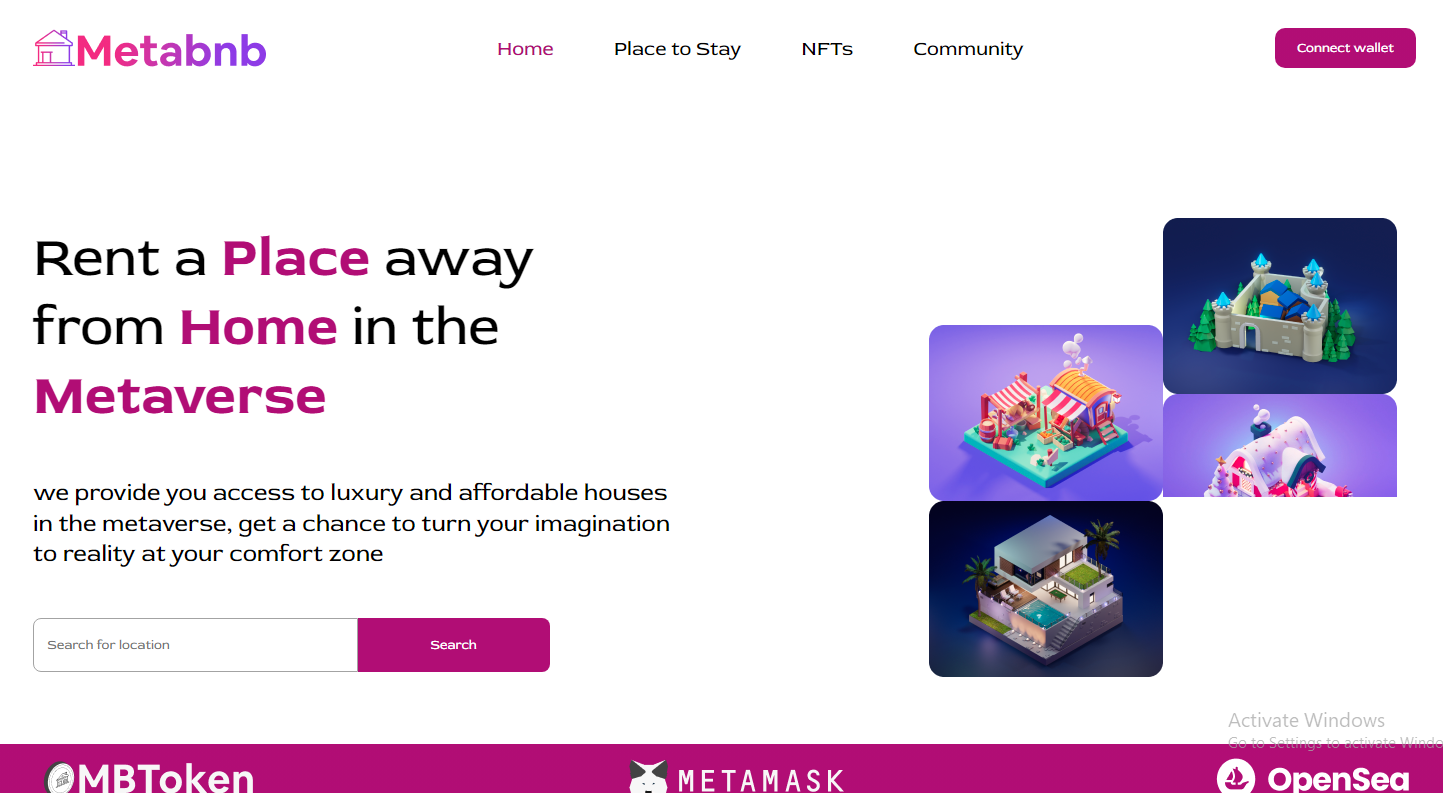 Metabnb
Home
Place to Stay
NFTs
Community
Connect wallet
Rent a Place away
from Home in the
Metaverse
we provide you access to luxury and affordable houses
in the metaverse, get a chance to turn your imagination
to reality at your comfort zone
Search for location
Search
Activate Windows
Go to Settings to activate Windo
MBToken
METAMASK
OpenSea